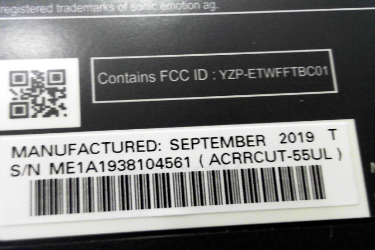 registered trademarks of sonic emotion ag.
Contains FCC ID : YZP-ETWFFTBC01
MANUFACTURED: SEPTEMBER 2019 T
S/N ME1A1938104561 ( ACRRCUT-55UL )